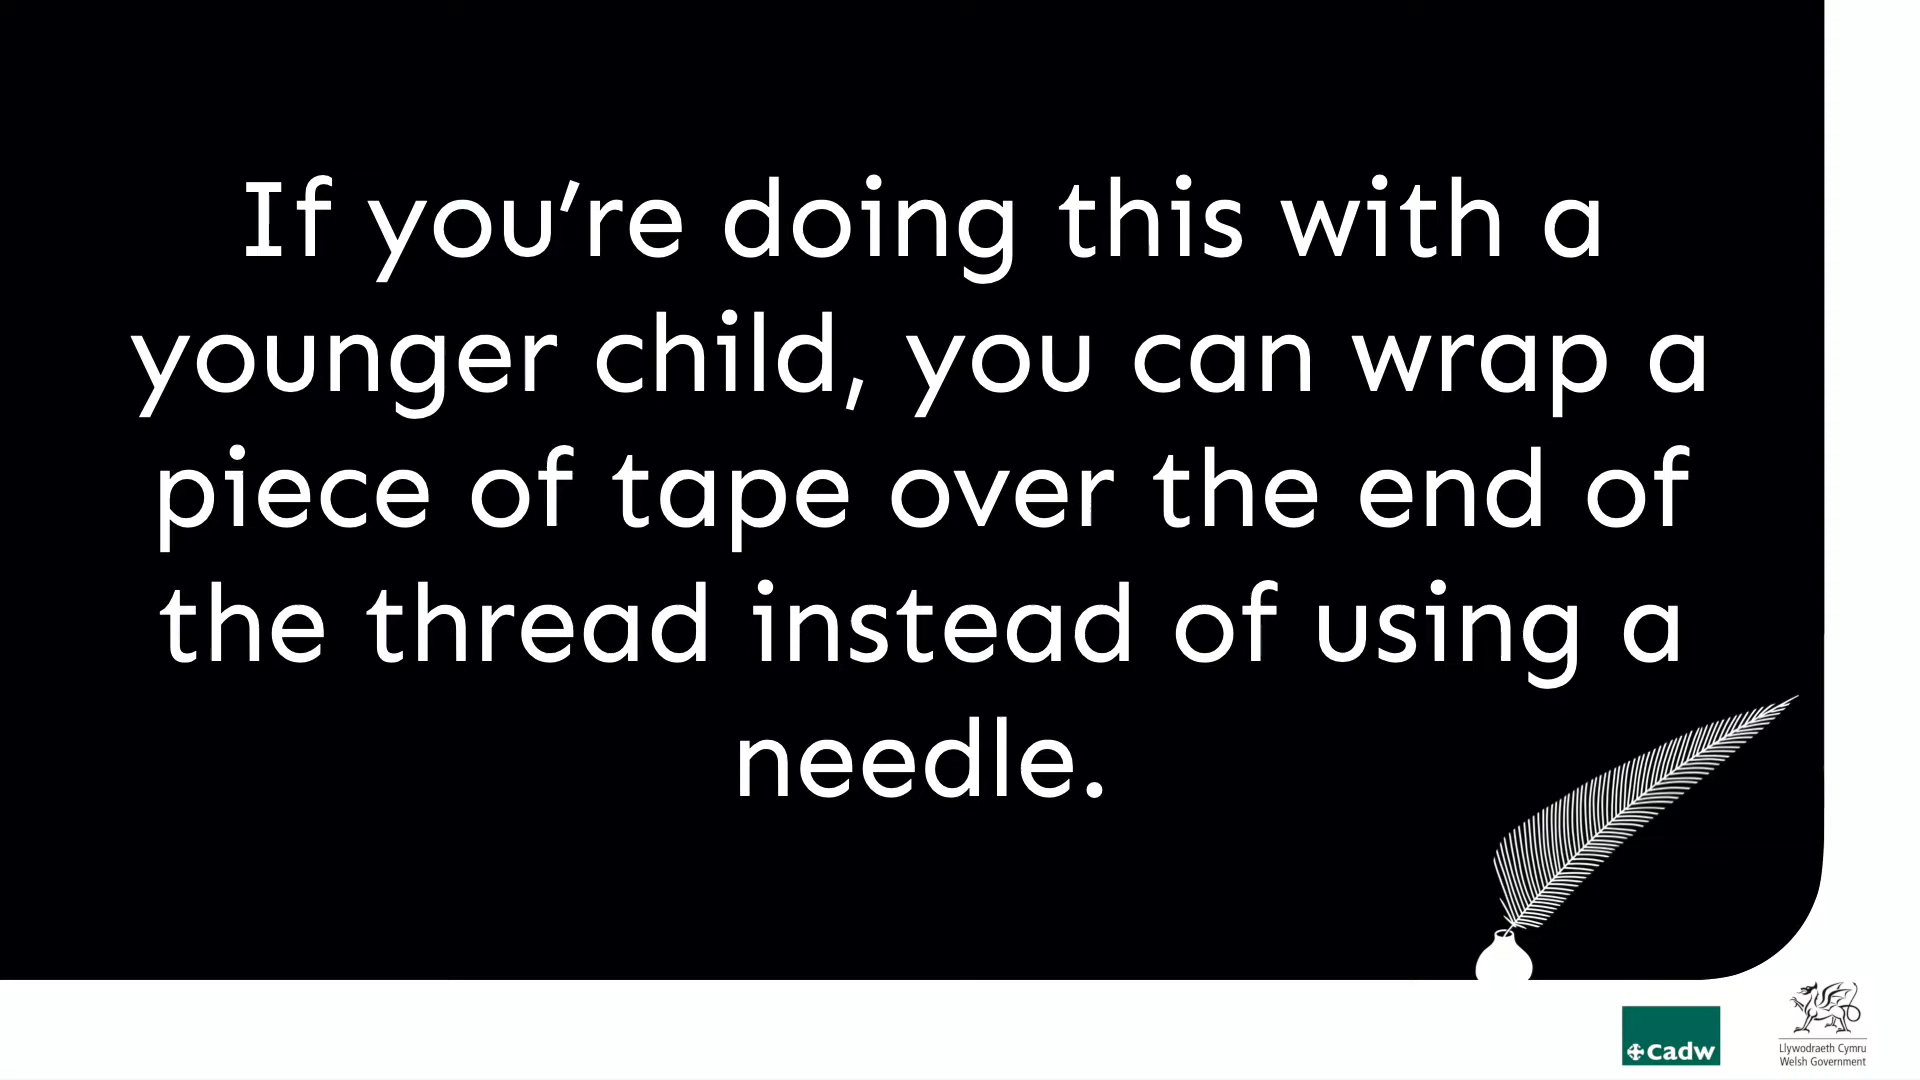 If you’re doing this with a
younger child, you can wrap a
piece of tape over the end of
the thread instead of using a
needle.
Cadw
Llywodraeth Cymru
Welsh Government